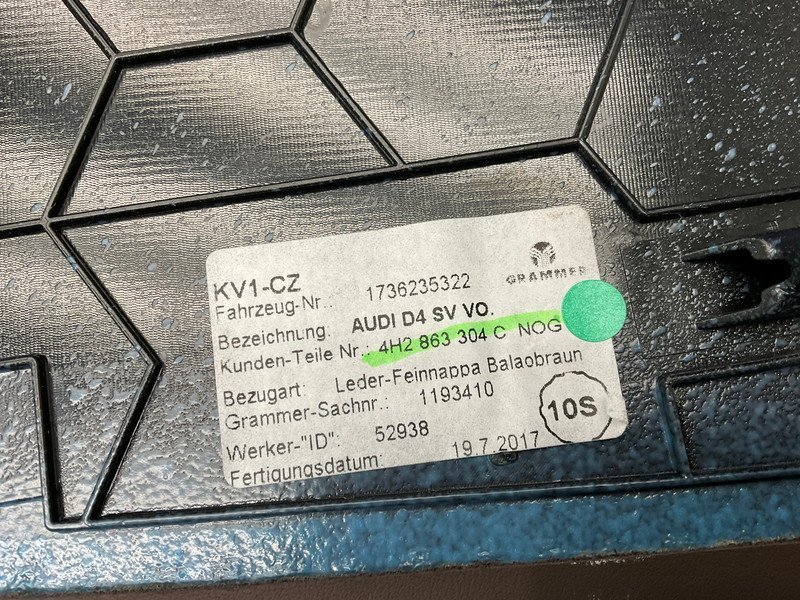 KV1-CZ
GRAMMER
Fahrzeug-Nr.: 1736235322
Bezeichnung. AUDI D4 SV VO.
Kunden-Teile Nr.: 4H2 863 304 C NOG
Bezugart: Leder-Feinnappa Balaobraun
Grammer-Sachnr.: 1193410
10S
Werker-"ID": 52938
Fertigungsdatum: 19.7.2017